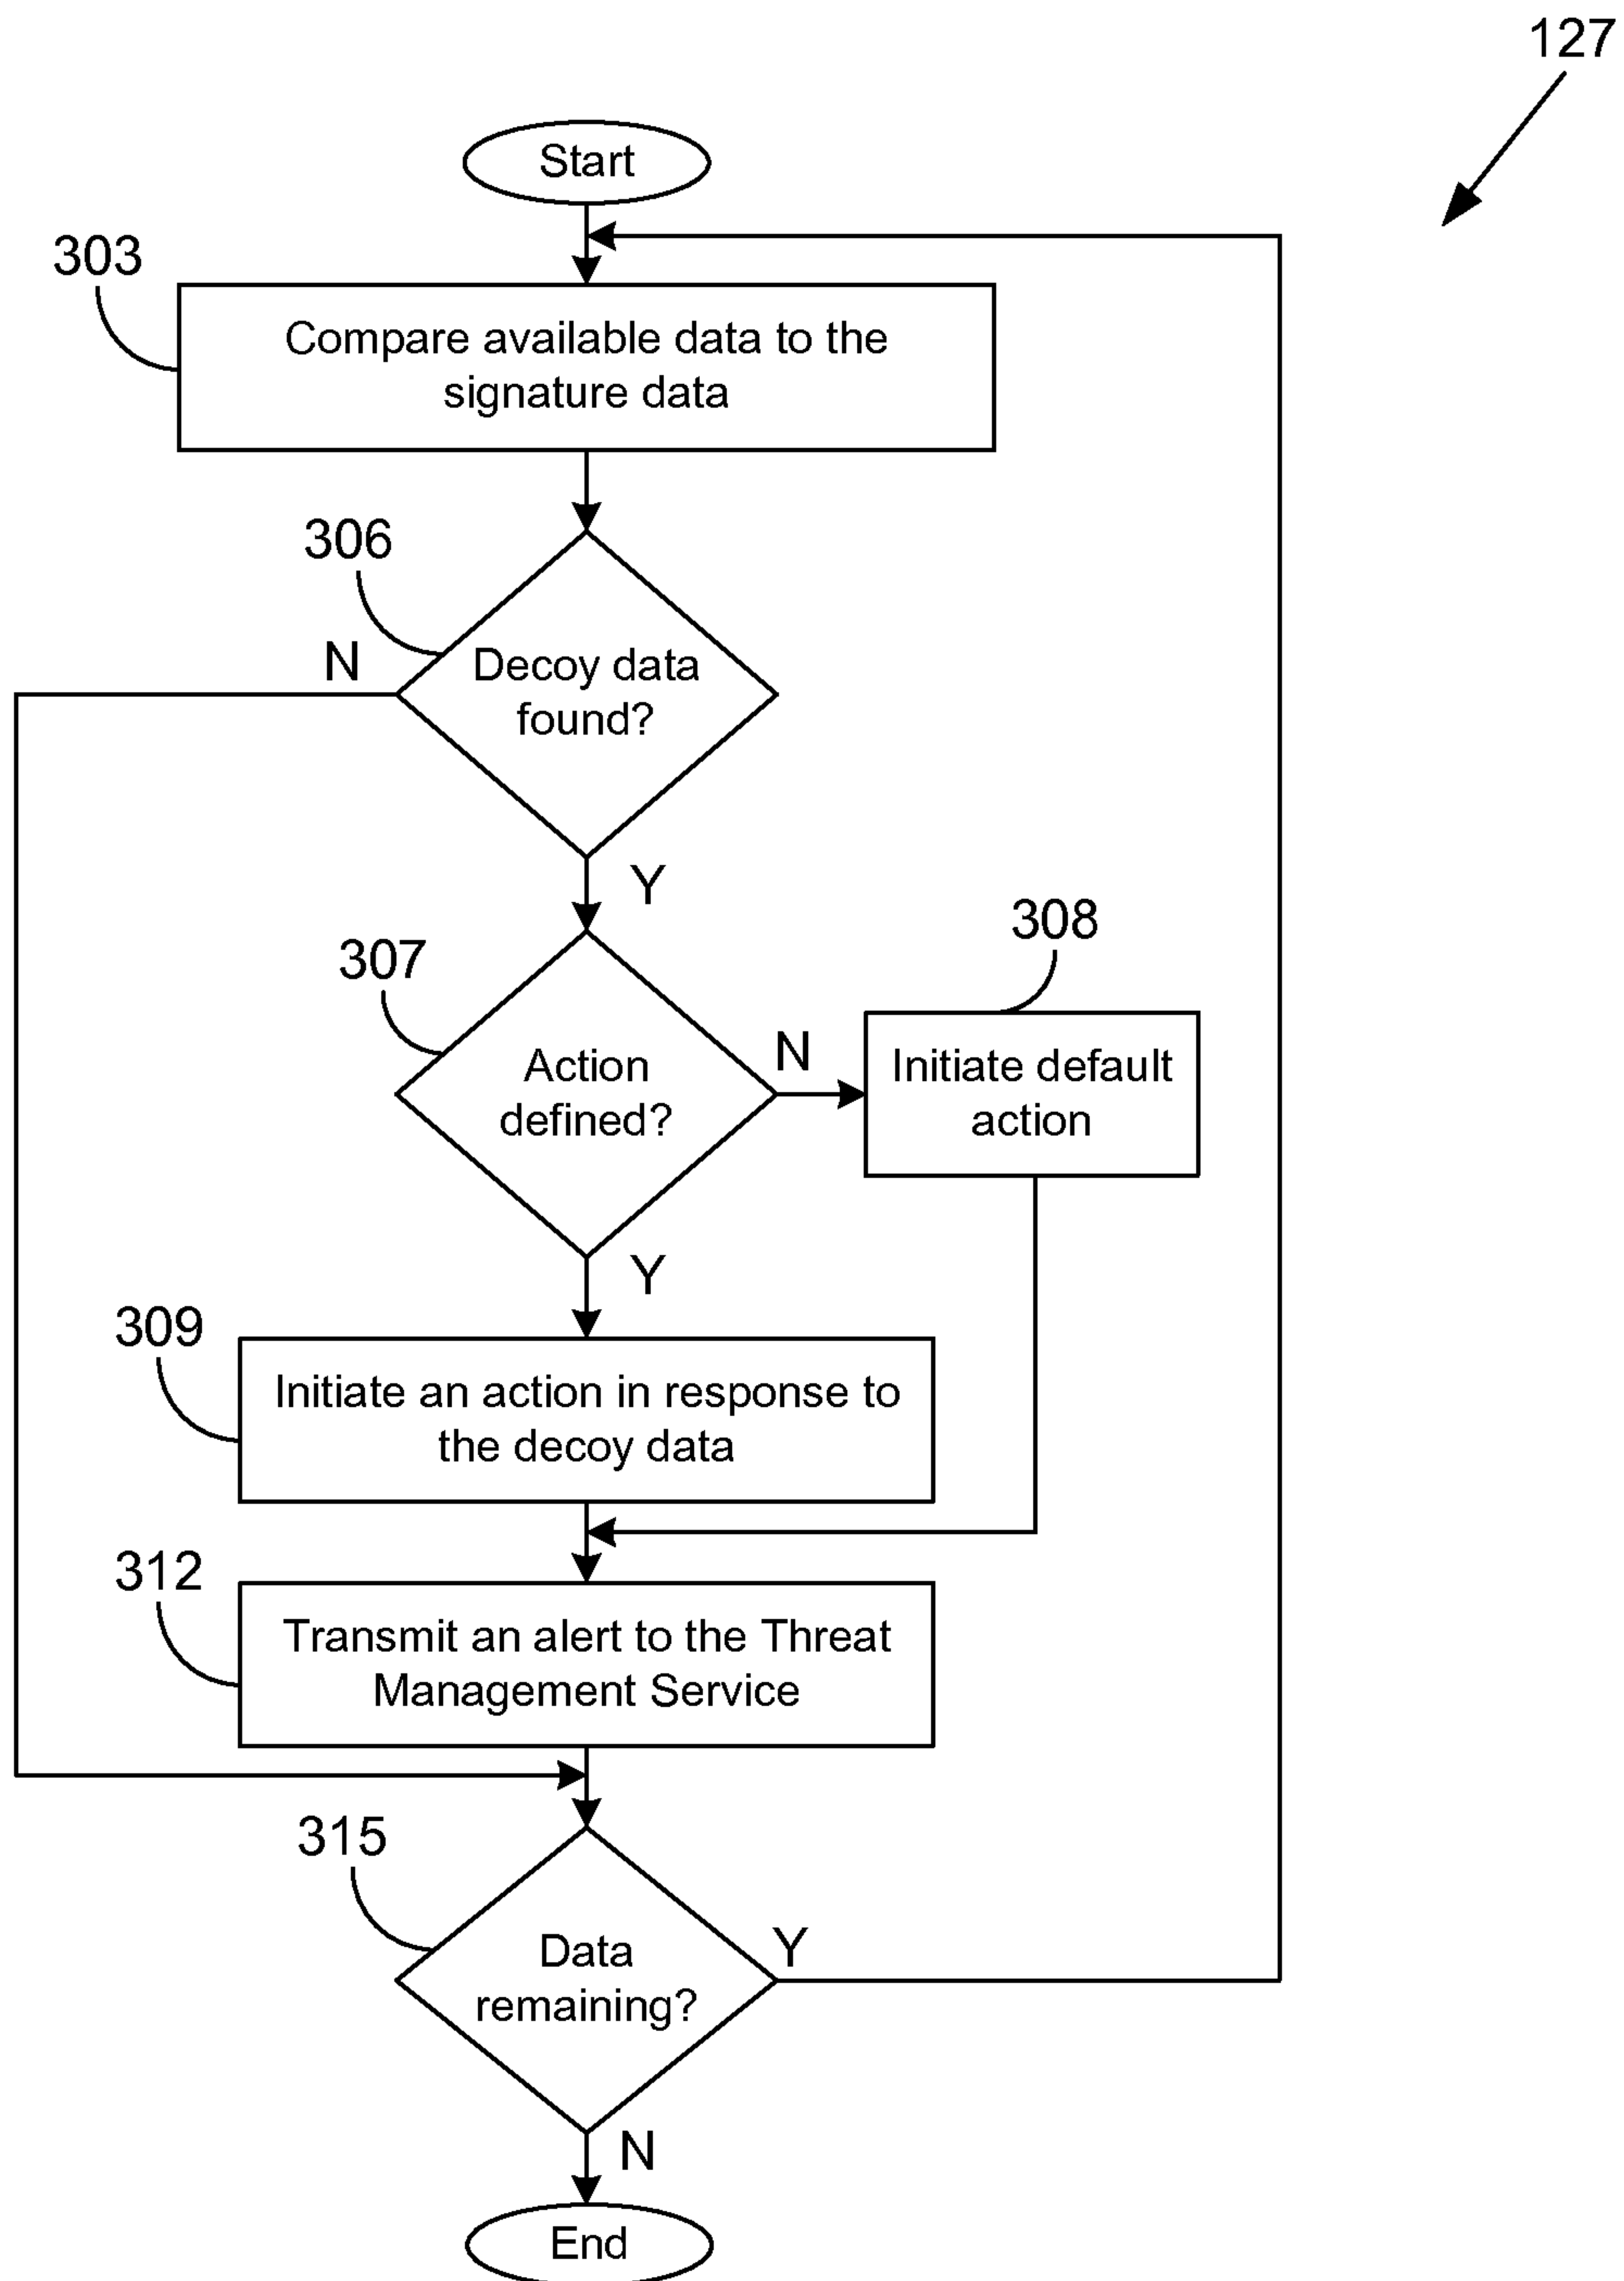 127
Start
303
Compare available data to the
signature data
306
N
Decoy data
found?
Y
307
308
Action
defined?
N
Initiate default
action
Y
309
Initiate an action in response to
the decoy data
312
Transmit an alert to the Threat
Management Service
315
Data
remaining?
Y
N
End